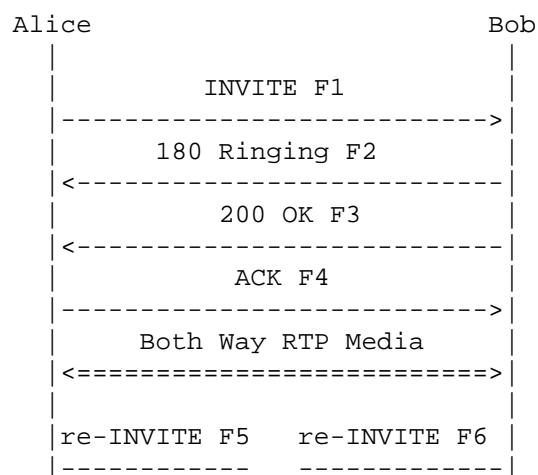 Alice Bob
INVITE F1
180 Ringing F2
200 OK F3
ACK F4
Both Way RTP Media
re-INVITE F5 re-INVITE F6